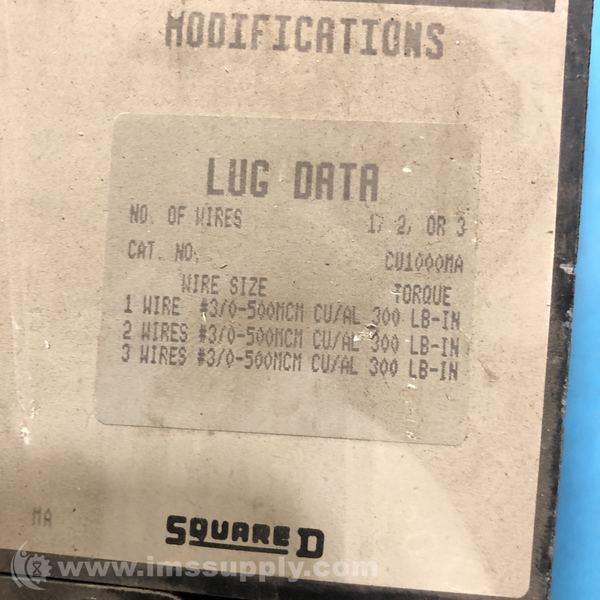 MODIFICATIONS
LUG DATA
NO. OF WIRES 1, 2, OR 3
CAT. NO. CU1000MA
WIRE SIZE TORQUE
1 WIRE #3/0-500MCM CU/AL 300 LB-IN
2 WIRES #3/0-500MCM CU/AL 300 LB-IN
3 WIRES #3/0-500MCM CU/AL 300 LB-IN
MA
SQUARE D
© www.imssupply.com